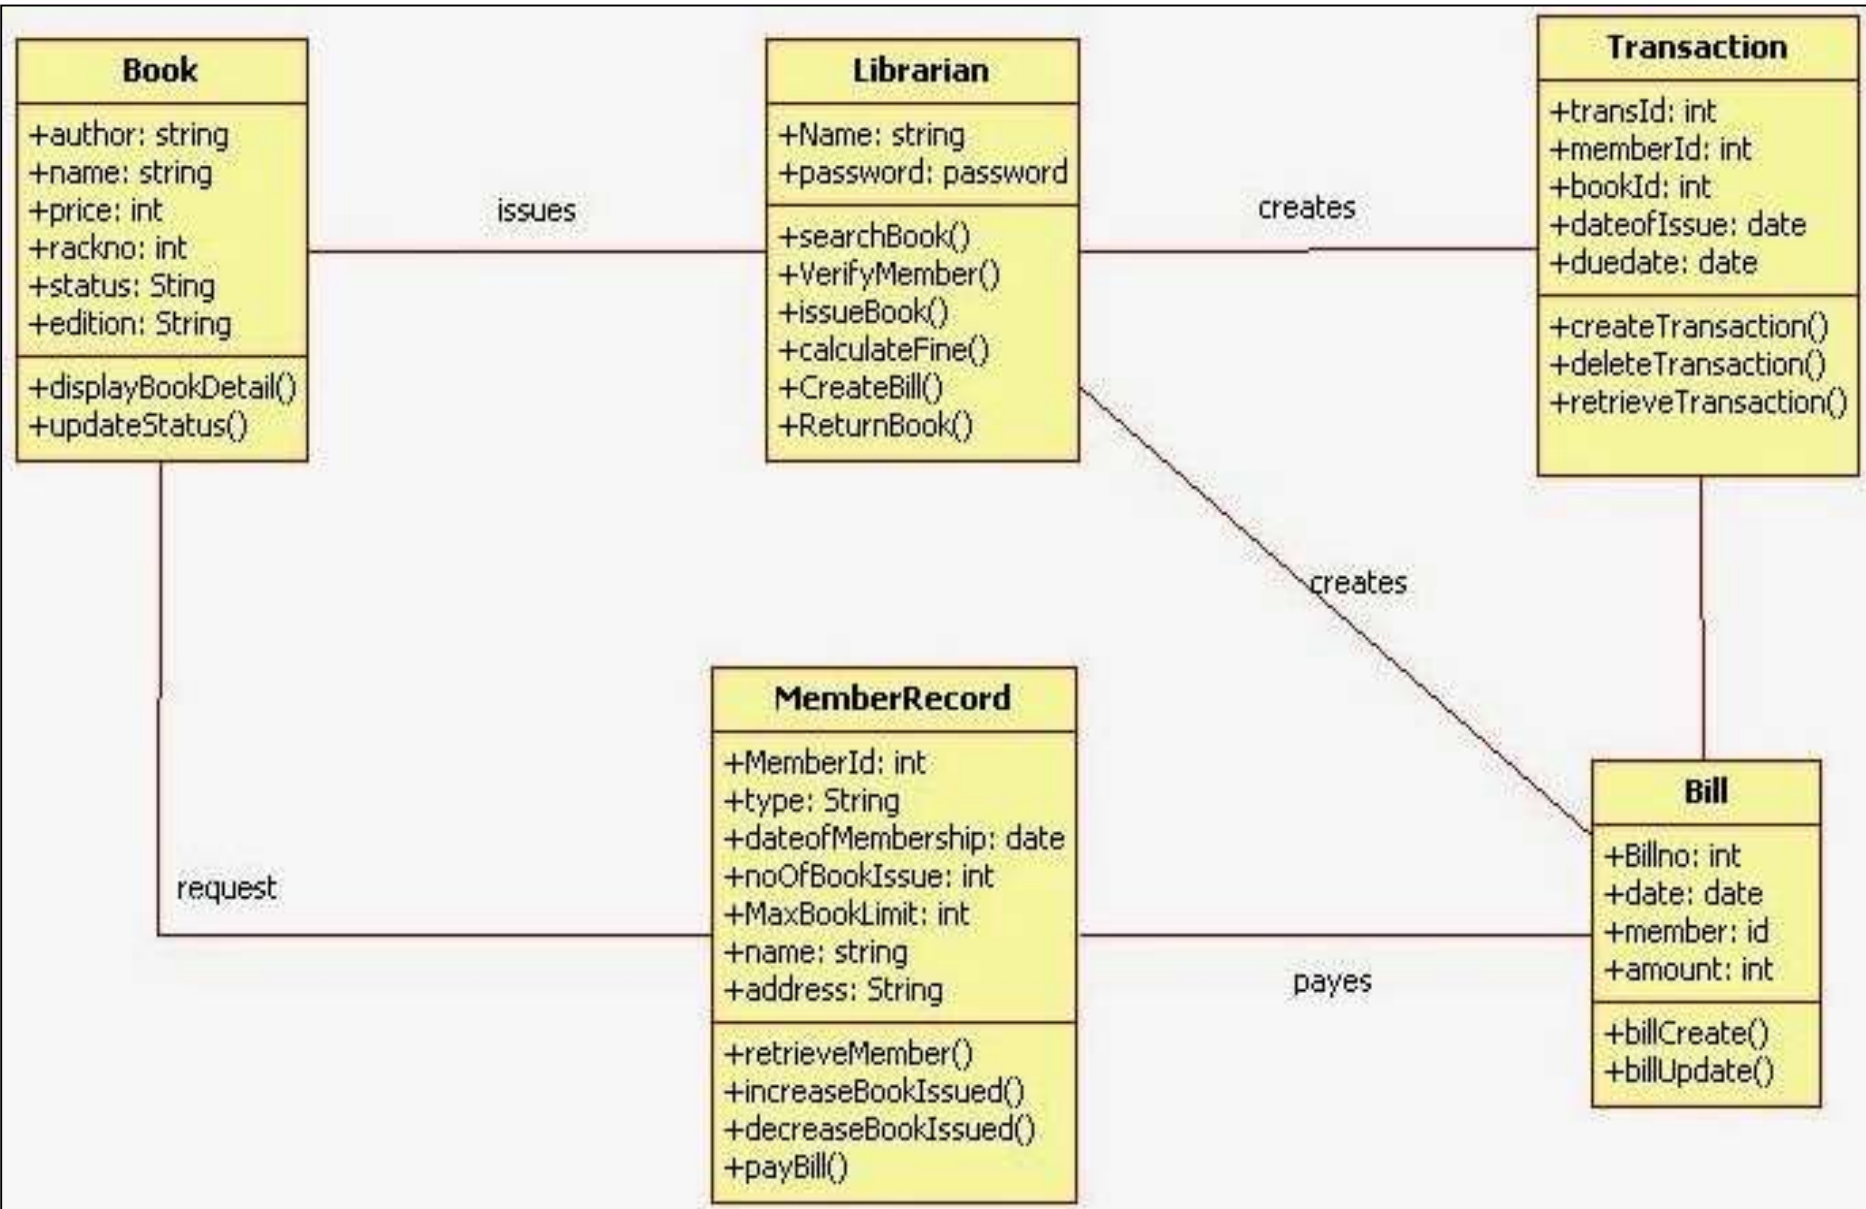 Book
+author: string
+name: string
+price: int
+rackno: int
+status: Sting
+edition: String
+displayBookDetail()
+updateStatus()
issues
Librarian
+Name: string
+password: password
+searchBook()
+VerifyMember()
+issueBook()
+calculateFine()
+CreateBill()
+ReturnBook()
creates
Transaction
+transId: int
+memberId: int
+bookId: int
+dateofIssue: date
+duedate: date
+createTransaction()
+deleteTransaction()
+retrieveTransaction()
creates
request
MemberRecord
+MemberId: int
+type: String
+dateofMembership: date
+noOfBookIssue: int
+MaxBookLimit: int
+name: string
+address: String
+retrieveMember()
+increaseBookIssued()
+decreaseBookIssued()
+payBill()
payes
Bill
+Billno: int
+date: date
+member: id
+amount: int
+billCreate()
+billUpdate()